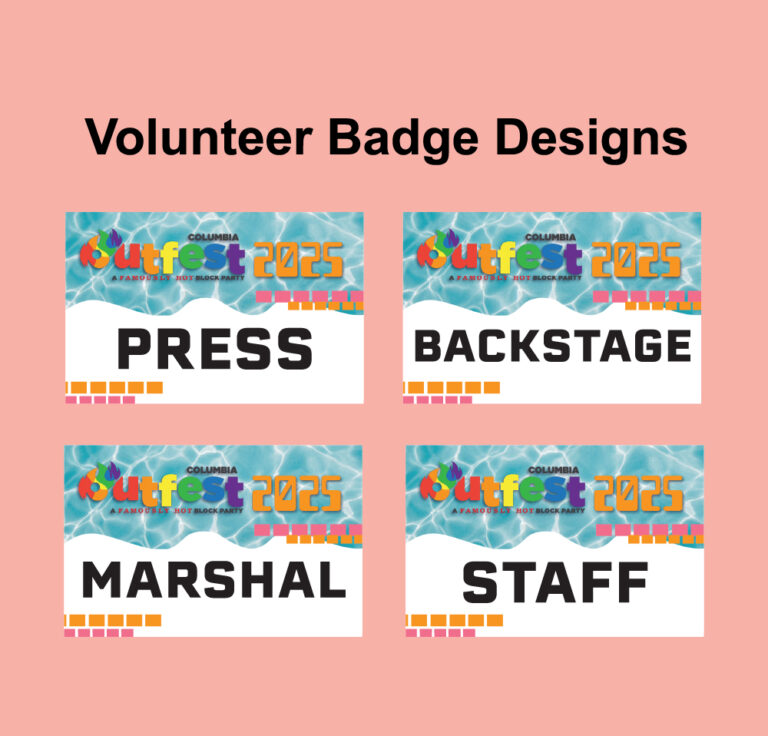 Volunteer Badge Designs
COLUMBIA
Outfest 2025
A FAMOUSLY HOT BLOCK PARTY
PRESS
COLUMBIA
Outfest 2025
A FAMOUSLY HOT BLOCK PARTY
BACKSTAGE
COLUMBIA
Outfest 2025
A FAMOUSLY HOT BLOCK PARTY
MARSHAL
COLUMBIA
Outfest 2025
A FAMOUSLY HOT BLOCK PARTY
STAFF